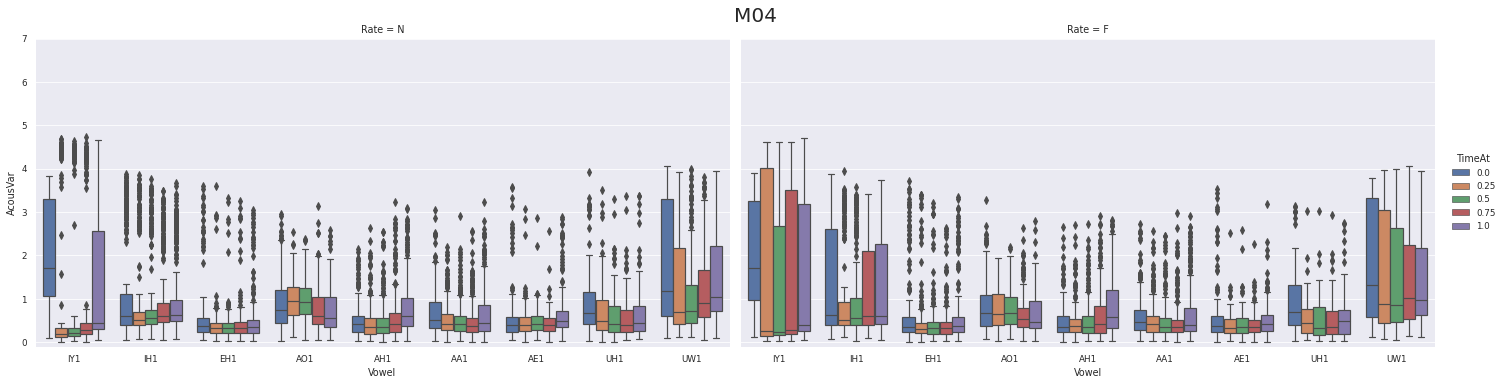 M04
Rate = N
Rate = F
AcousVar
7
6
5
4
3
2
1
0
IY1 IH1 EH1 AO1 AH1 AA1 AE1 UH1 UW1
Vowel
IY1 IH1 EH1 AO1 AH1 AA1 AE1 UH1 UW1
Vowel
TimeAt
0.0
0.25
0.5
0.75
1.0